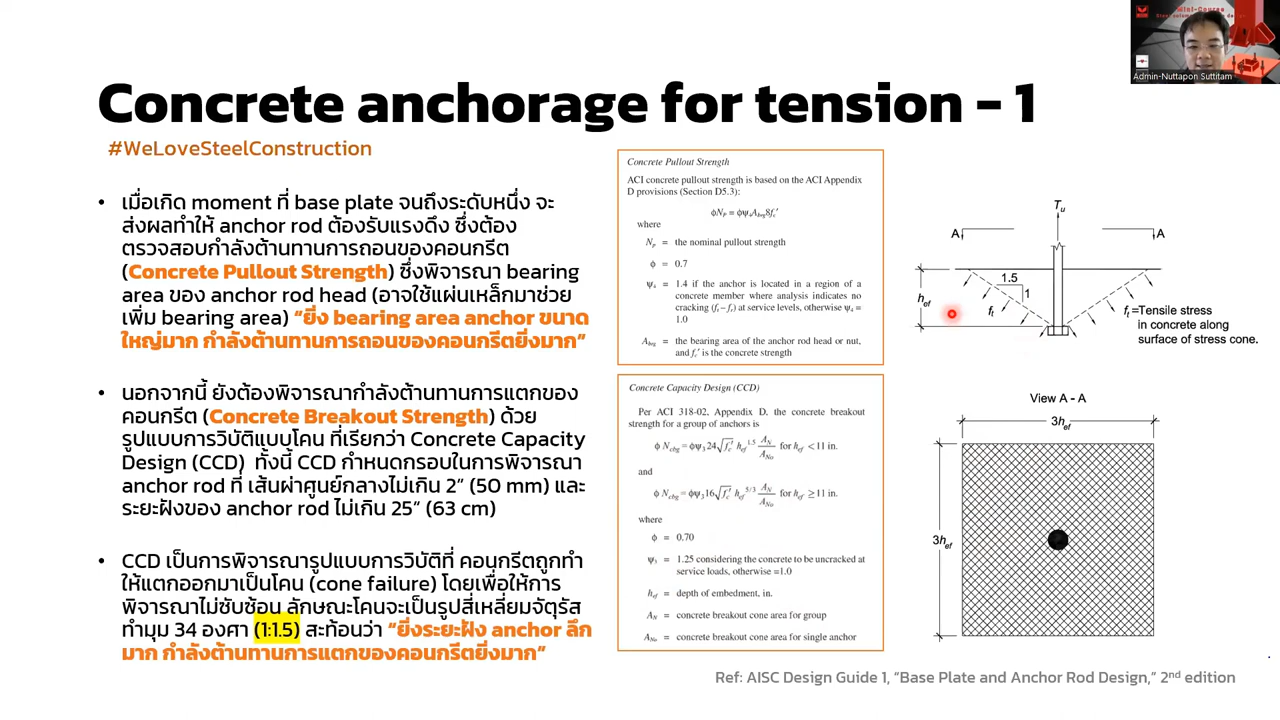 Mini-Course
Admin-Nuttapon Suttitam
Concrete anchorage for tension - 1
#WeLoveSteelConstruction
• เมื่อเกิด moment ที่ base plate จนถึงระดับหนึ่ง จะ
ส่งผลทำให้ anchor rod ต้องรับแรงดึง ซึ่งต้อง
ตรวจสอบกำลังต้านทานการถอนของคอนกรีต
(Concrete Pullout Strength) ซึ่งพิจารณา bearing
area ของ anchor rod head (อาจใช้แผ่นเหล็กมาช่วย
เพิ่ม bearing area) “ยิ่ง bearing area anchor ขนาด
ใหญ่มาก กำลังต้านทานการถอนของคอนกรีตยิ่งมาก”
• นอกจากนี้ ยังต้องพิจารณากำลังต้านทานการแตกของ
คอนกรีต (Concrete Breakout Strength) ด้วย
รูปแบบการวิบัติแบบโคน ที่เรียกว่า Concrete Capacity
Design (CCD) ทั้งนี้ CCD กำหนดกรอบในการพิจารณา
anchor rod ที่ เส้นผ่าศูนย์กลางไม่เกิน 2” (50 mm) และ
ระยะฝังของ anchor rod ไม่เกิน 25” (63 cm)
• CCD เป็นการพิจารณารูปแบบการวิบัติที่ คอนกรีตถูกทำ
ให้แตกออกมาเป็นโคน (cone failure) โดยเพื่อให้การ
พิจารณาไม่ซับซ้อน ลักษณะโคนจะเป็นรูปสี่เหลี่ยมจัตุรัส
ทำมุม 34 องศา (1:1.5) สะท้อนว่า “ยิ่งระยะฝัง anchor ลึก
มาก กำลังต้านทานการแตกของคอนกรีตยิ่งมาก”
Concrete Pullout Strength
ACI concrete pullout strength is based on the ACI Appendix
D provisions (Section D5.3):
ϕNP = ϕψ4Abrg8fc′
where
Np = the nominal pullout strength
ϕ = 0.7
ψ4 = 1.4 if the anchor is located in a region of a
concrete member where analysis indicates no
cracking (ft – fr) at service levels, otherwise ψ4 =
1.0
Abrg = the bearing area of the anchor rod head or nut,
and fc′ is the concrete strength
Concrete Capacity Design (CCD)
Per ACI 318-02, Appendix D, the concrete breakout
strength for a group of anchors is
ϕ Ncbg = ϕψ3 24√fc′ hef^1.5 AN/ANo for hef < 11 in.
and
ϕ Ncbg = ϕψ3 16√fc′ hef^5/3 AN/ANo for hef ≥ 11 in.
where
ϕ = 0.70
ψ3 = 1.25 considering the concrete to be uncracked at
service loads, otherwise =1.0
hef = depth of embedment, in.
AN = concrete breakout cone area for group
ANo = concrete breakout cone area for single anchor
Tu
A A
1.5
1
hef
ft
ft=Tensile stress
in concrete along
surface of stress cone.
View A - A
3hef
3hef
Ref: AISC Design Guide 1, “Base Plate and Anchor Rod Design,” 2nd edition